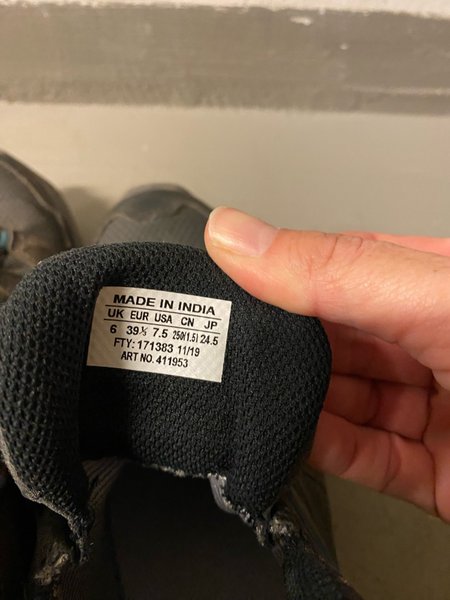 MADE IN INDIA
UK EUR USA CN JP
6 39⅓ 7.5 250(1.5) 24.5
FTY: 171383 11/19
ART NO. 411953